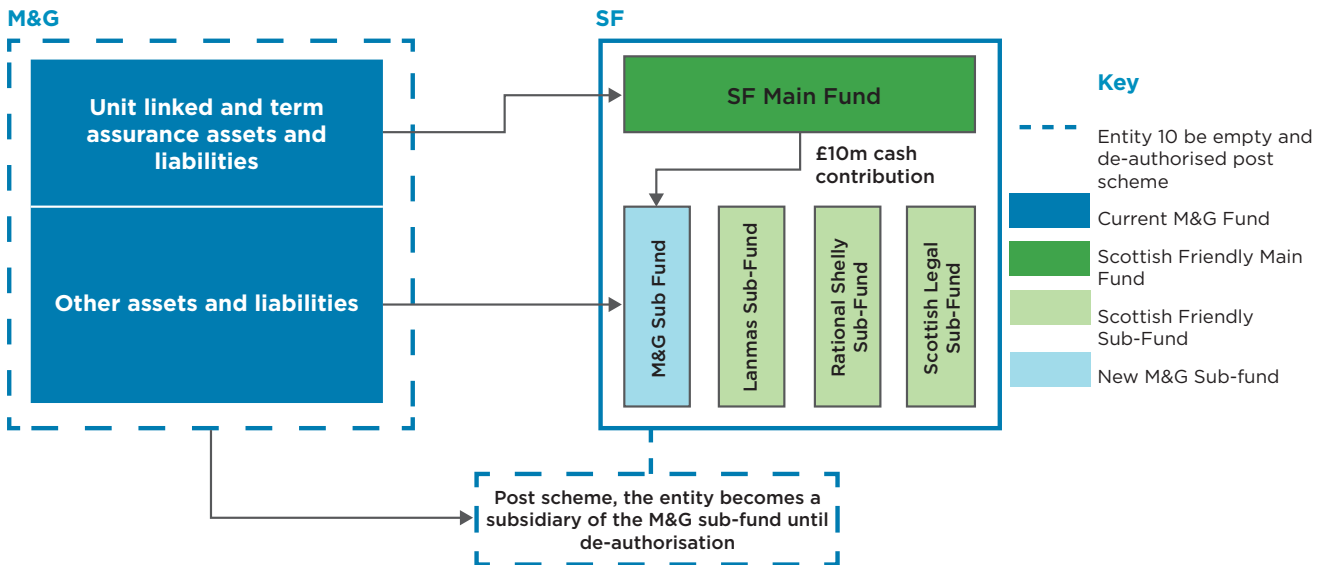 M&G
Unit linked and term
assurance assets and
liabilities
Other assets and liabilities
SF
SF Main Fund
£10m cash
contribution
M&G Sub Fund
Lanmas Sub-Fund
Rational Shelly
Sub-Fund
Scottish Legal
Sub-Fund
Post scheme, the entity becomes a
subsidiary of the M&G sub-fund until
de-authorisation
Key
Entity 10 be empty and
de-authorised post
scheme
Current M&G Fund
Scottish Friendly Main
Fund
Scottish Friendly
Sub-Fund
New M&G Sub-fund